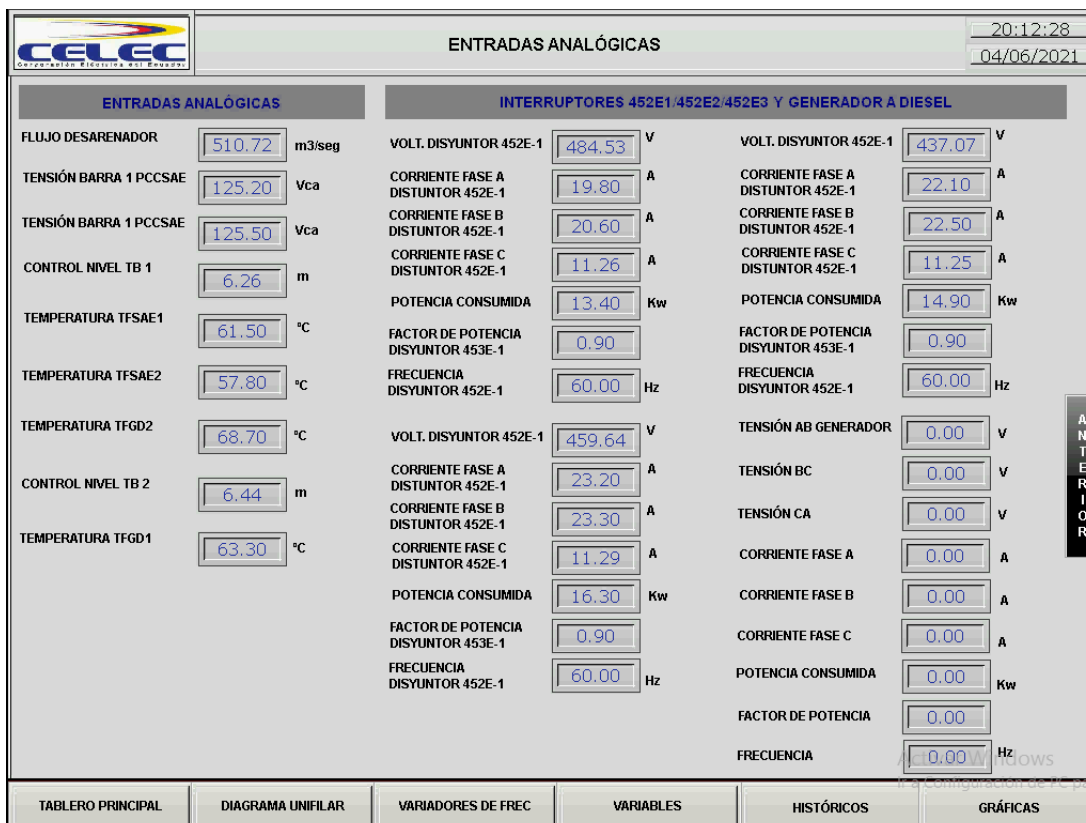 CELEC
Corporación Eléctrica del Ecuador
ENTRADAS ANALÓGICAS
20:12:28
04/06/2021
ENTRADAS ANALÓGICAS
FLUJO DESARENADOR 510.72 m3/seg
TENSIÓN BARRA 1 PCCSAE 125.20 Vca
TENSIÓN BARRA 1 PCCSAE 125.50 Vca
CONTROL NIVEL TB 1 6.26 m
TEMPERATURA TFSAE1 61.50 ºC
TEMPERATURA TFSAE2 57.80 ºC
TEMPERATURA TFGD2 68.70 ºC
CONTROL NIVEL TB 2 6.44 m
TEMPERATURA TFGD1 63.30 ºC
INTERRUPTORES 452E1/452E2/452E3 Y GENERADOR A DIESEL
VOLT. DISYUNTOR 452E-1 484.53 V
CORRIENTE FASE A
DISTUNTOR 452E-1 19.80 A
CORRIENTE FASE B
DISTUNTOR 452E-1 20.60 A
CORRIENTE FASE C
DISTUNTOR 452E-1 11.26 A
POTENCIA CONSUMIDA 13.40 Kw
FACTOR DE POTENCIA
DISYUNTOR 453E-1 0.90
FRECUENCIA
DISYUNTOR 452E-1 60.00 Hz
VOLT. DISYUNTOR 452E-1 459.64 V
CORRIENTE FASE A
DISTUNTOR 452E-1 23.20 A
CORRIENTE FASE B
DISTUNTOR 452E-1 23.30 A
CORRIENTE FASE C
DISTUNTOR 452E-1 11.29 A
POTENCIA CONSUMIDA 16.30 Kw
FACTOR DE POTENCIA
DISYUNTOR 453E-1 0.90
FRECUENCIA
DISYUNTOR 452E-1 60.00 Hz
VOLT. DISYUNTOR 452E-1 437.07 V
CORRIENTE FASE A
DISTUNTOR 452E-1 22.10 A
CORRIENTE FASE B
DISTUNTOR 452E-1 22.50 A
CORRIENTE FASE C
DISTUNTOR 452E-1 11.25 A
POTENCIA CONSUMIDA 14.90 Kw
FACTOR DE POTENCIA
DISYUNTOR 453E-1 0.90
FRECUENCIA
DISYUNTOR 452E-1 60.00 Hz
TENSIÓN AB GENERADOR 0.00 V
TENSIÓN BC 0.00 V
TENSIÓN CA 0.00 V
CORRIENTE FASE A 0.00 A
CORRIENTE FASE B 0.00 A
CORRIENTE FASE C 0.00 A
POTENCIA CONSUMIDA 0.00 Kw
FACTOR DE POTENCIA 0.00
FRECUENCIA 0.00 Hz
ANTERIOR
Windows
Ir a Configuración de PC pa
TABLERO PRINCIPAL DIAGRAMA UNIFILAR VARIADORES DE FREC VARIABLES HISTÓRICOS GRÁFICAS